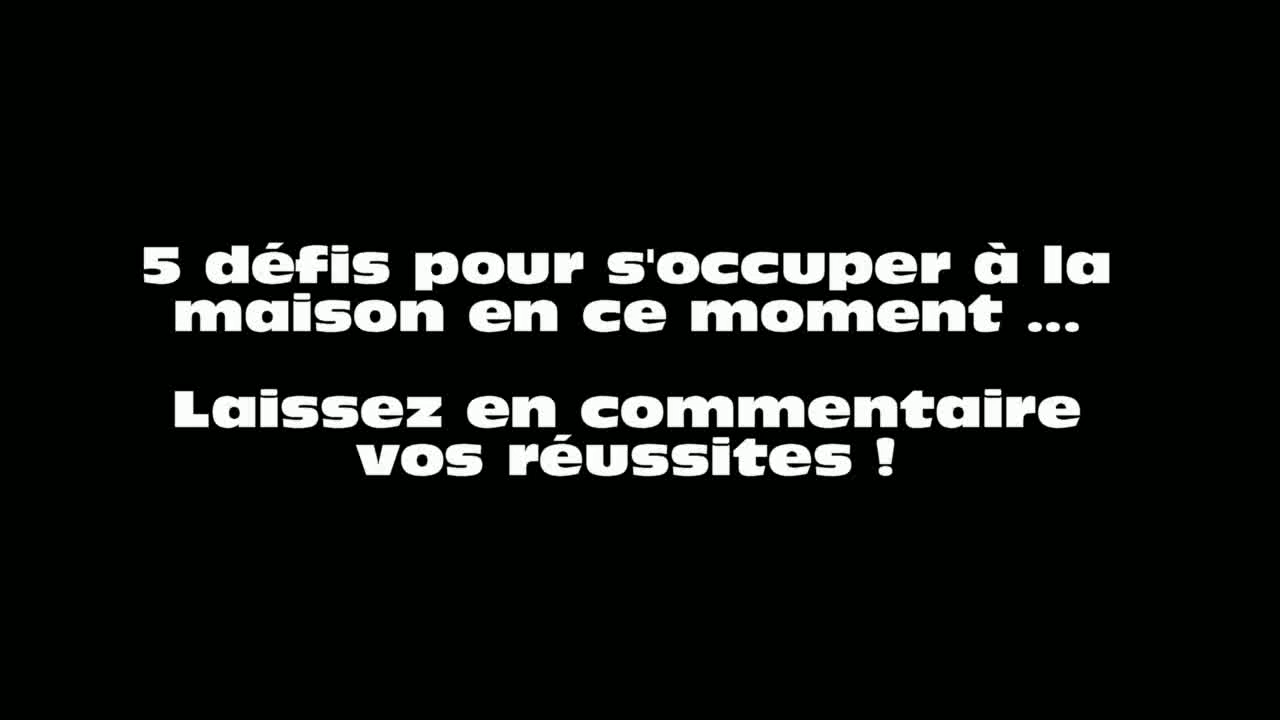 5 défis pour s'occuper à la
maison en ce moment ...
Laissez en commentaire
vos réussites !